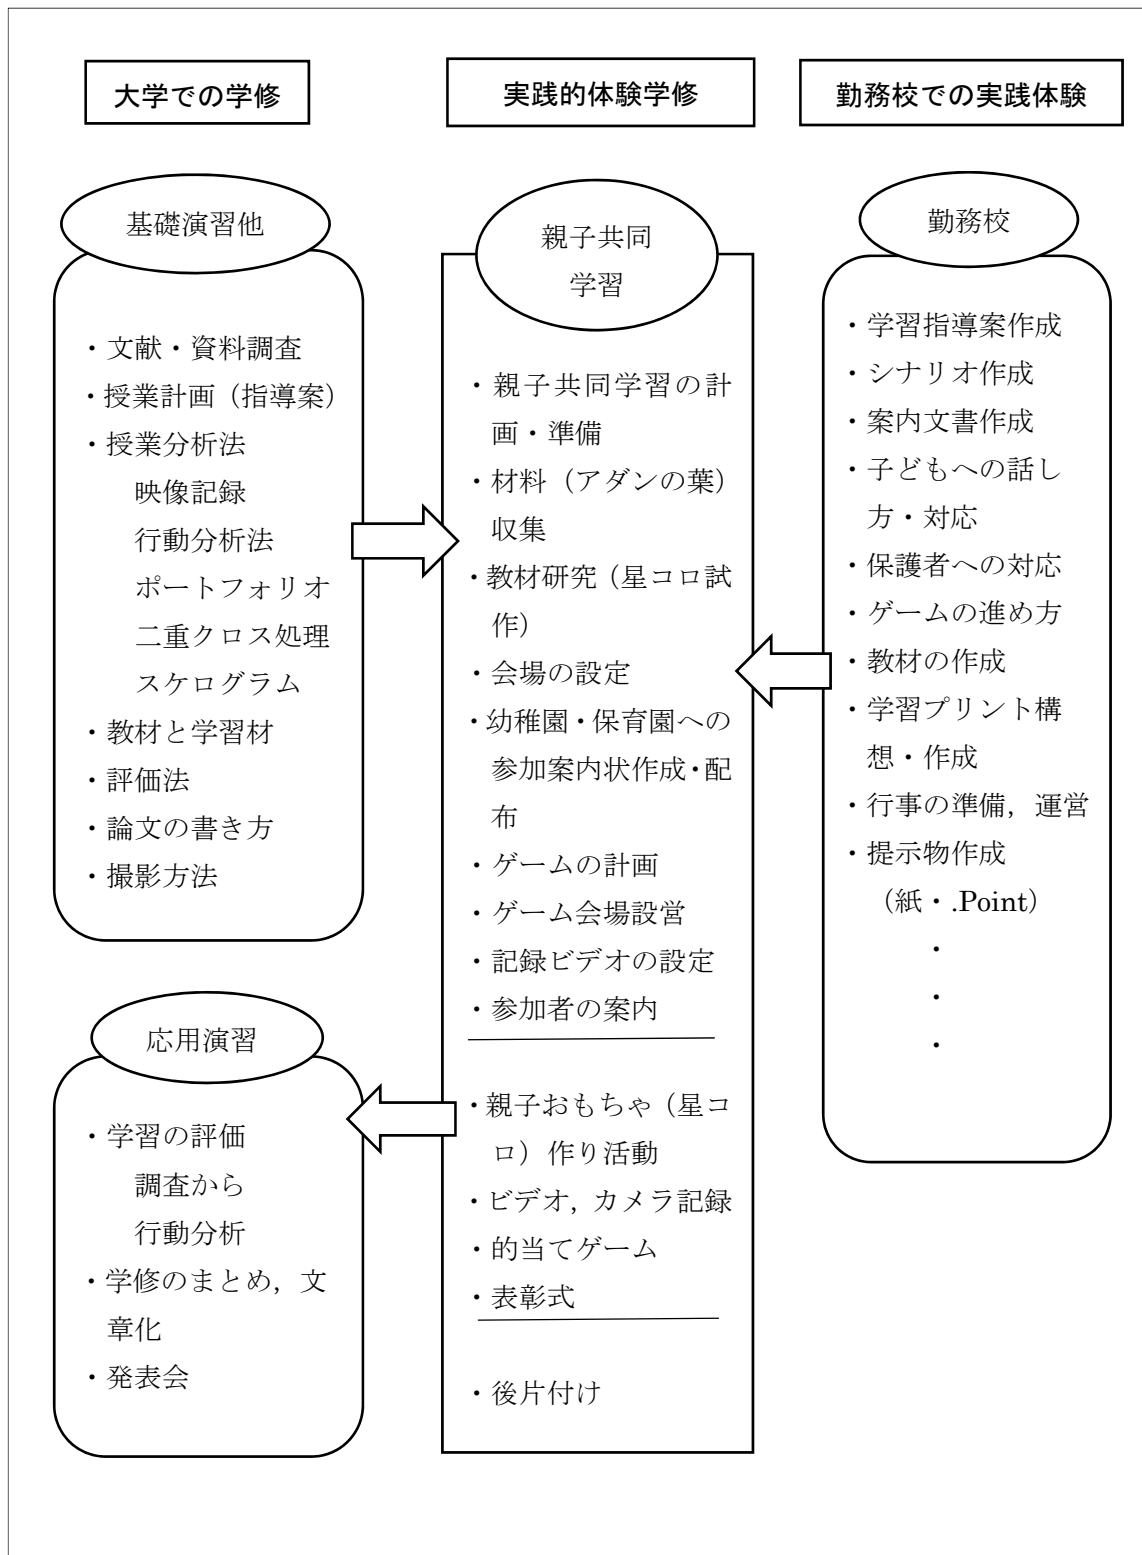 大学での学修
実践的体験学修
勤務校での実践体験
基礎演習他
・文献・資料調査
・授業計画（指導案）
・授業分析法
映像記録
行動分析法
ポートフォリオ
二重クロス処理
スケログラム
・教材と学習材
・評価法
・論文の書き方
・撮影方法
応用演習
・学習の評価
調査から
行動分析
・学修のまとめ，文
章化
・発表会
親子共同
学習
・親子共同学習の計
画・準備
・材料（アダンの葉）
収集
・教材研究（星コロ試
作）
・会場の設定
・幼稚園・保育園への
参加案内状作成・配
布
・ゲームの計画
・ゲーム会場設営
・記録ビデオの設定
・参加者の案内
・親子おもちゃ（星コ
ロ）作り活動
・ビデオ，カメラ記録
・的当てゲーム
・表彰式
・後片付け
勤務校
・学習指導案作成
・シナリオ作成
・案内文書作成
・子どもへの話し
方・対応
・保護者への対応
・ゲームの進め方
・教材の作成
・学習プリント構
想・作成
・行事の準備，運営
・提示物作成
（紙・.Point）
・
・
・